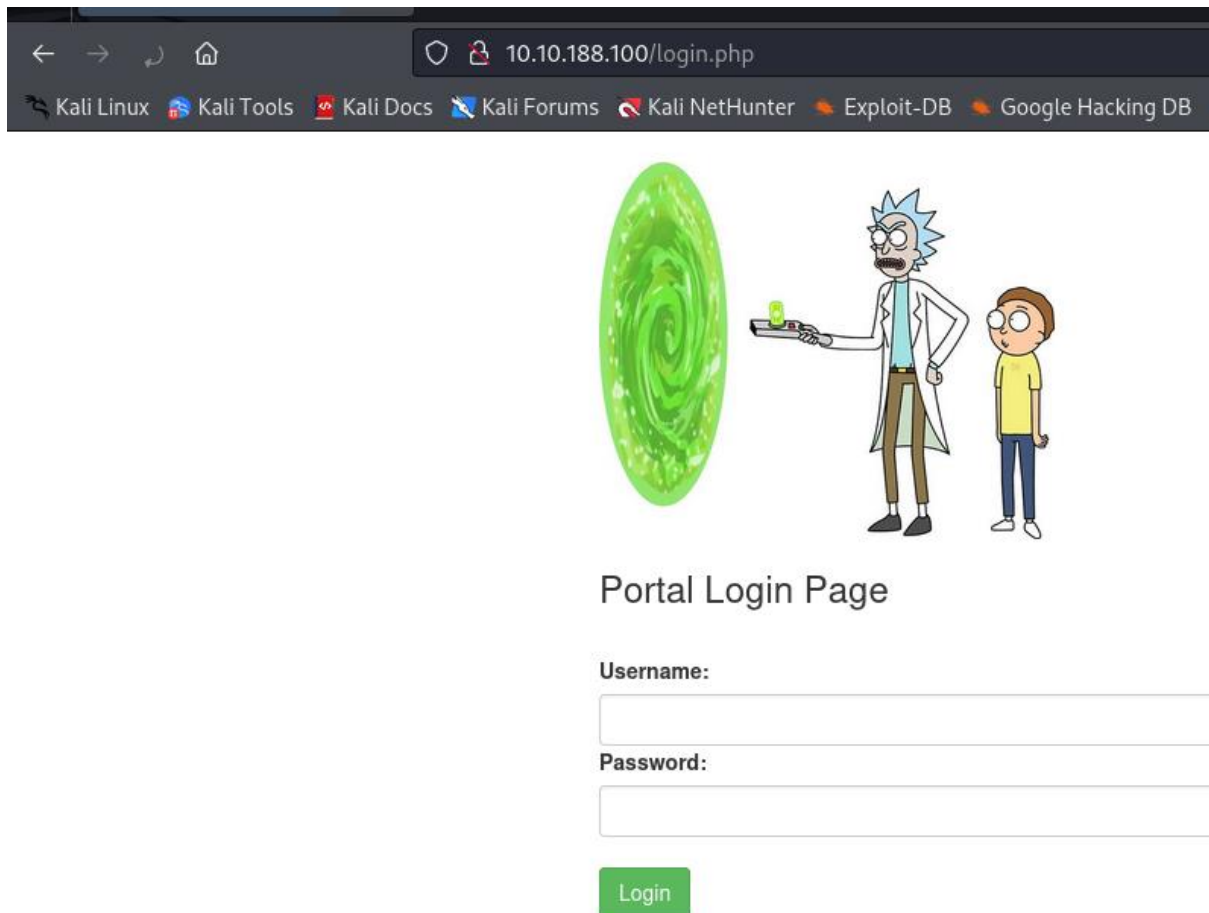 10.10.188.100/login.php
Kali Linux Kali Tools Kali Docs Kali Forums Kali NetHunter Exploit-DB Google Hacking DB
Portal Login Page
Username:
Password:
Login